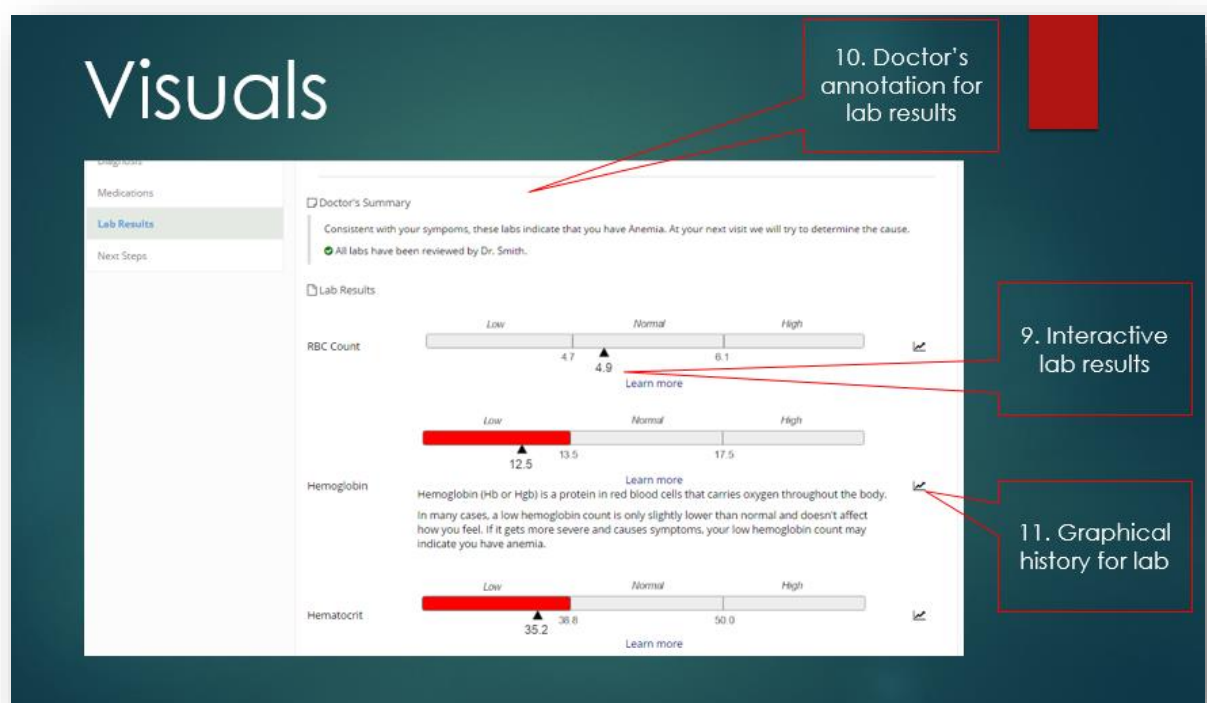 Visuals
10. Doctor's
annotation for
lab results
Diagnosis
Medications
Lab Results
Next Steps
Doctor's Summary
Consistent with your sympoms, these labs indicate that you have Anemia. At your next visit we will try to determine the cause.
All labs have been reviewed by Dr. Smith.
Lab Results
Low Normal High
RBC Count
4.7 6.1
4.9
Learn more
9. Interactive
lab results
Low Normal High
13.5 17.5
12.5
Learn more
Hemoglobin
Hemoglobin (Hb or Hgb) is a protein in red blood cells that carries oxygen throughout the body.
In many cases, a low hemoglobin count is only slightly lower than normal and doesn't affect
how you feel. If it gets more severe and causes symptoms, your low hemoglobin count may
indicate you have anemia.
11. Graphical
history for lab
Low Normal High
Hematocrit
38.8 50.0
35.2
Learn more